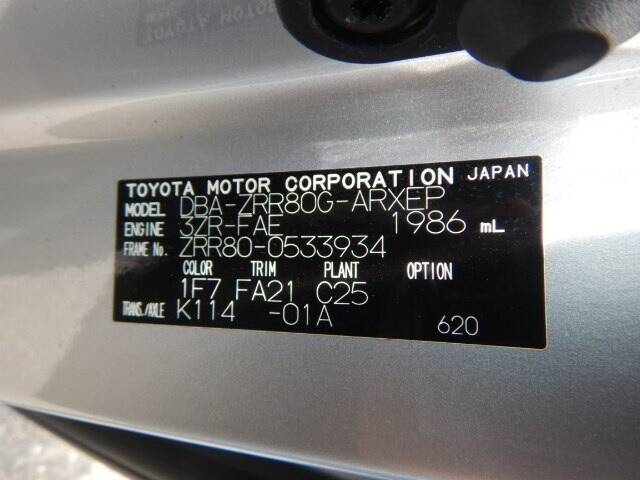 TOYOTA MOTOR CORPORATION JAPAN
MODEL DBA-ZRR80G-ARXEP
ENGINE 3ZR-FAE 1986 mL
FRAME No. ZRR80-0533934
COLOR TRIM PLANT OPTION
1F7 FA21 C25
TRANS./AXLE K114 -01A
620